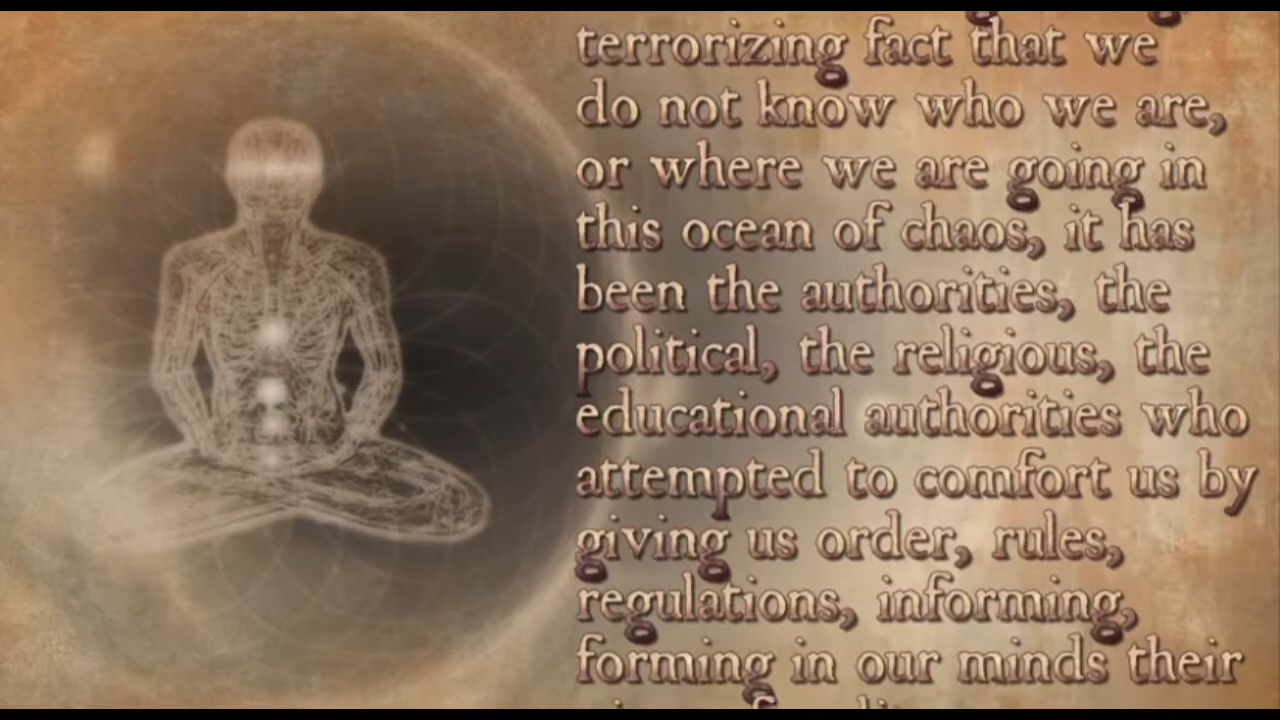 terrorizing fact that we
do not know who we are,
or where we are going in
this ocean of chaos, it has
been the authorities, the
political, the religious, the
educational authorities who
attempted to comfort us by
giving us order, rules,
regulations, informing,
forming in our minds their